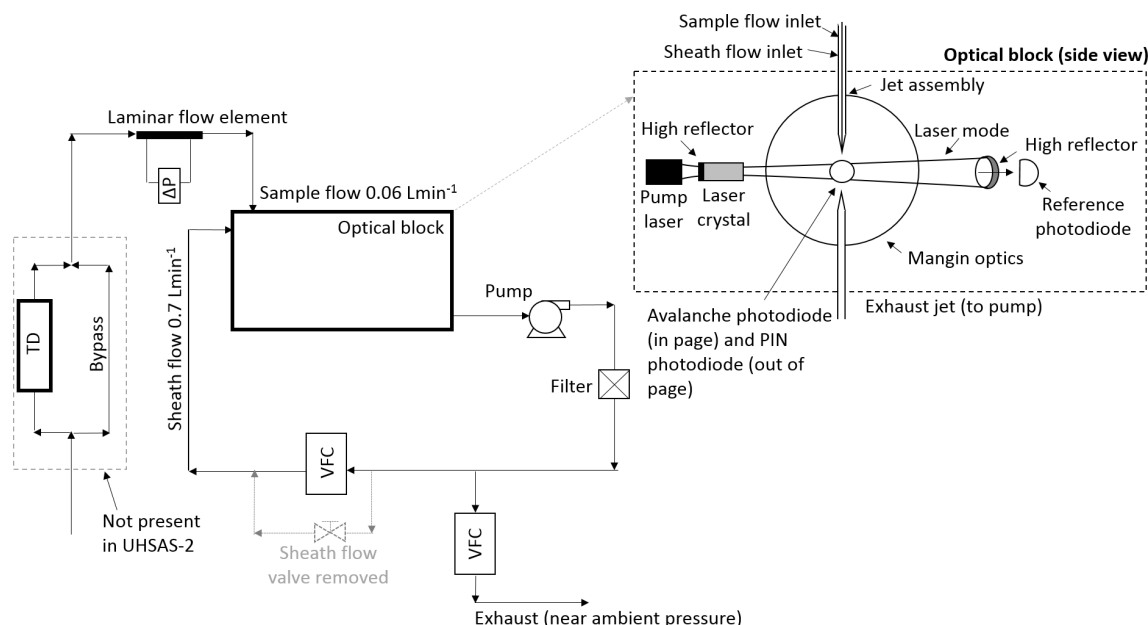 Sample flow inlet
Sheath flow inlet
Optical block (side view)
Jet assembly
Laminar flow element
High reflector
Laser mode
High reflector
ΔP
Sample flow 0.06 Lmin⁻¹
Optical block
Pump
laser
Laser
crystal
Reference
photodiode
Mangin optics
Sheath flow 0.7 Lmin⁻¹
Pump
Exhaust jet (to pump)
TD
Bypass
Avalanche photodiode
(in page) and PIN
photodiode (out of
page)
Filter
VFC
Not present
in UHSAS-2
Sheath flow
valve removed
VFC
Exhaust (near ambient pressure)